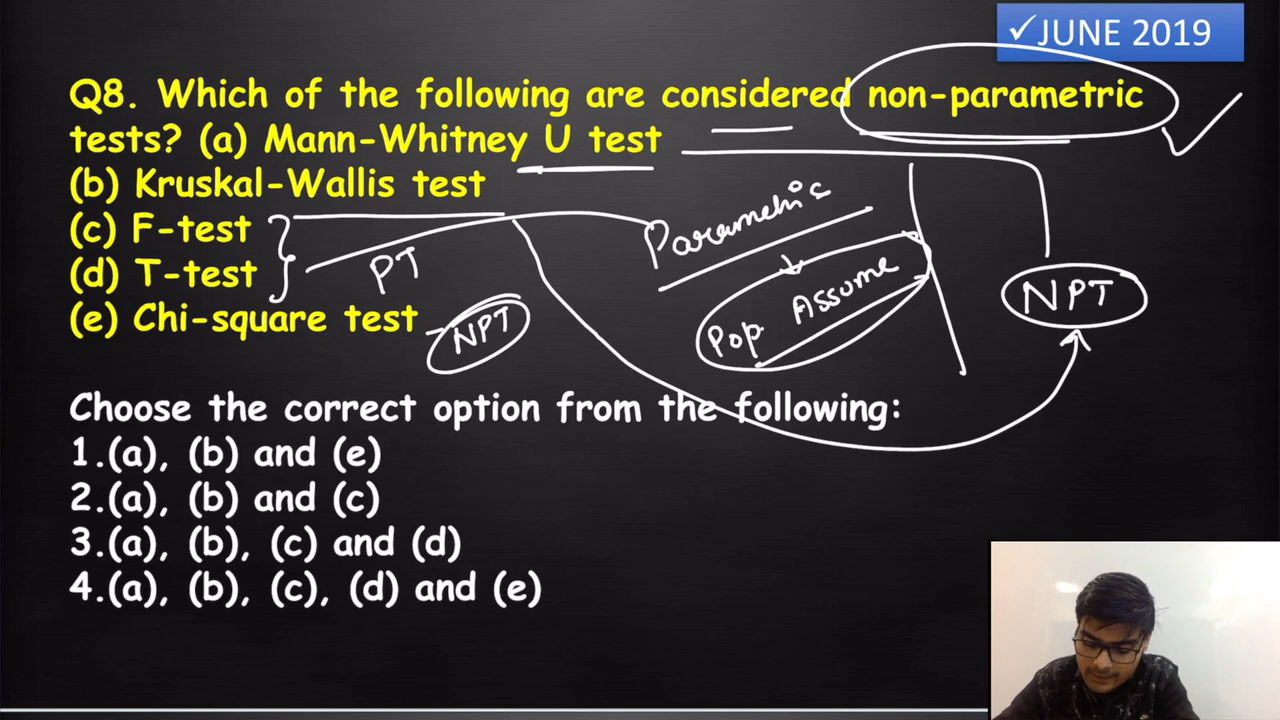 ✓JUNE 2019
Q8. Which of the following are considered non-parametric
tests? (a) Mann-Whitney U test
(b) Kruskal-Wallis test
(c) F-test
(d) T-test
(e) Chi-square test
PT
NPT
Parametric
Pop Assume
NPT
Choose the correct option from the following:
1.(a), (b) and (e)
2.(a), (b) and (c)
3.(a), (b), (c) and (d)
4.(a), (b), (c), (d) and (e)